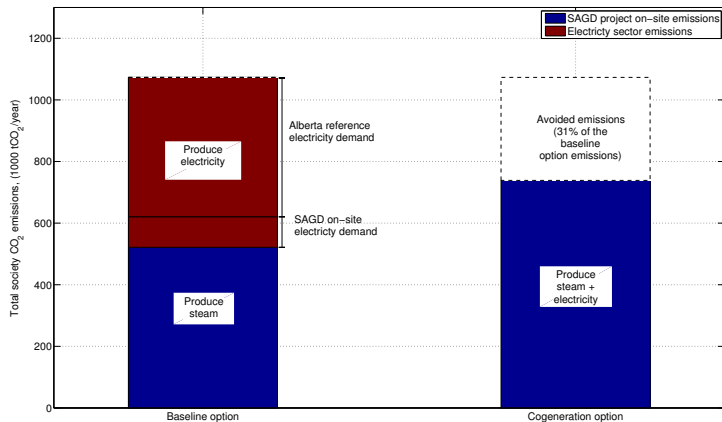 SAGD project on-site emissions
Electricty sector emissions
Total society CO2 emissions, (1000 tCO2/year)
1200
1000
800
600
400
200
0
Produce
electricity
Alberta reference
electricity demand
SAGD on-site
electricty demand
Produce
steam
Avoided emissions
(31% of the
baseline
option emissions)
Produce
steam +
electricity
Baseline option
Cogeneration option